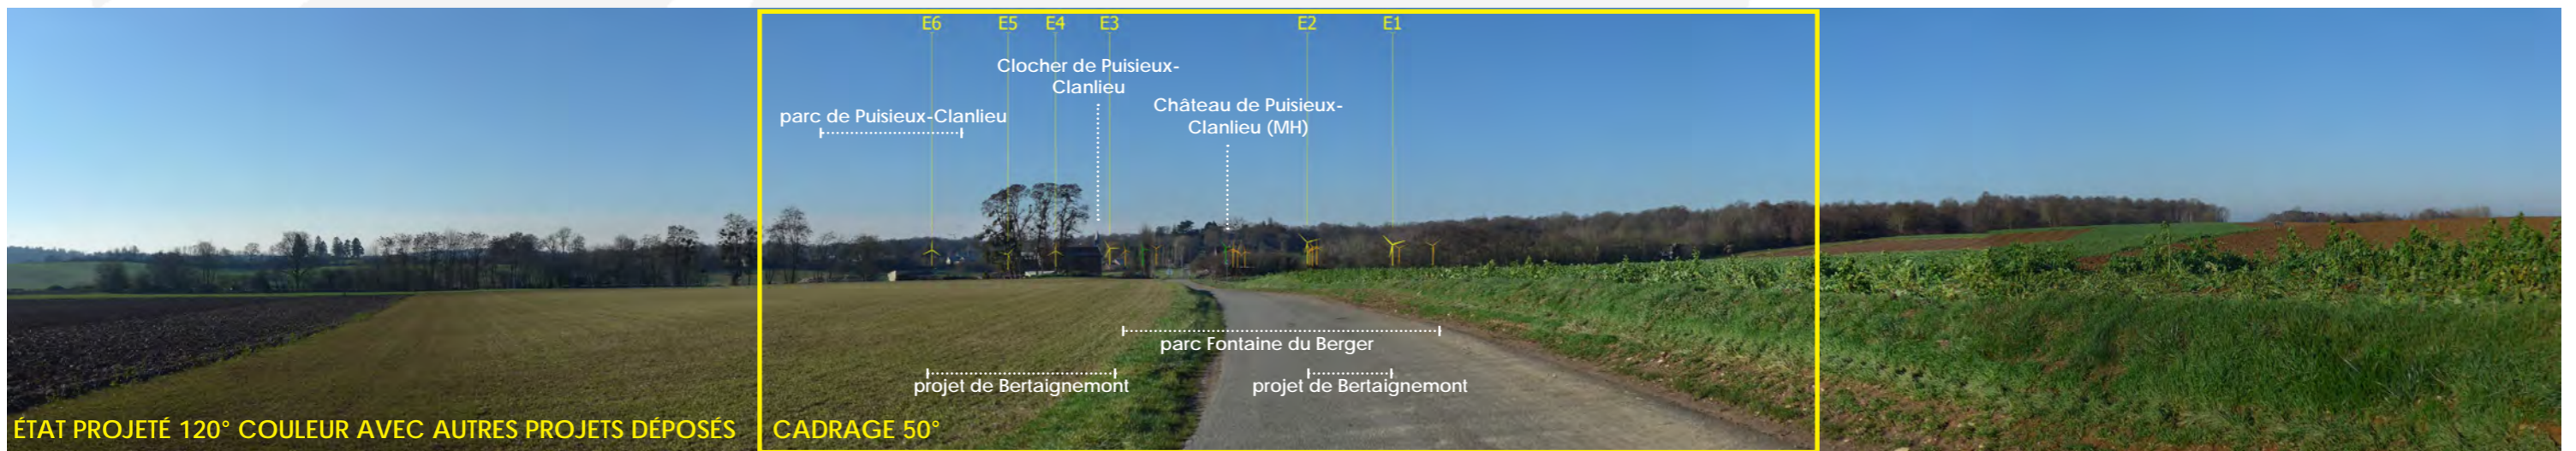 E6 E5 E4 E3 E2 E1
Clocher de Puisieux-
Clanlieu
Château de Puisieux-
Clanlieu (MH)
parc de Puisieux-Clanlieu
parc Fontaine du Berger
projet de Bertaignemont
projet de Bertaignemont
ÉTAT PROJETÉ 120° COULEUR AVEC AUTRES PROJETS DÉPOSÉS
CADRAGE 50°